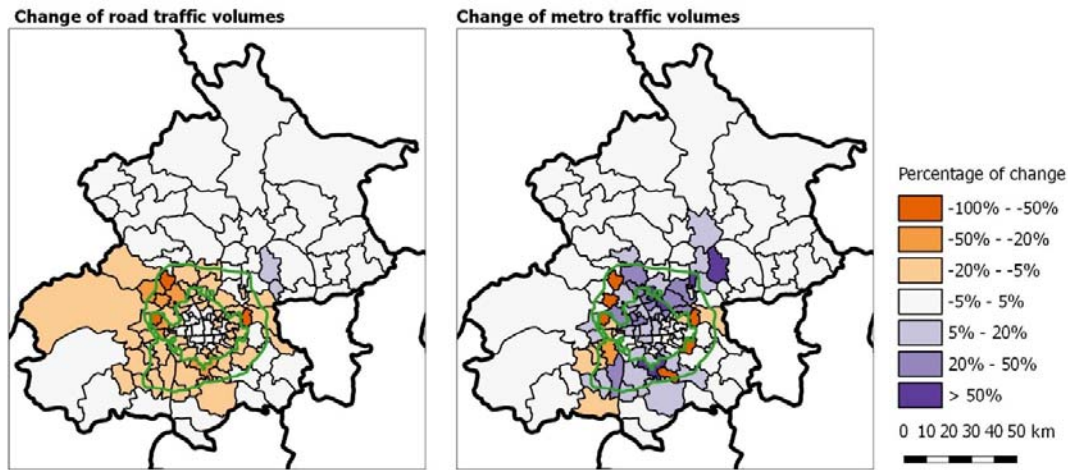 Change of road traffic volumes
Change of metro traffic volumes
Percentage of change
-100% - -50%
-50% - -20%
-20% - -5%
-5% - 5%
5% - 20%
20% - 50%
> 50%
0 10 20 30 40 50 km